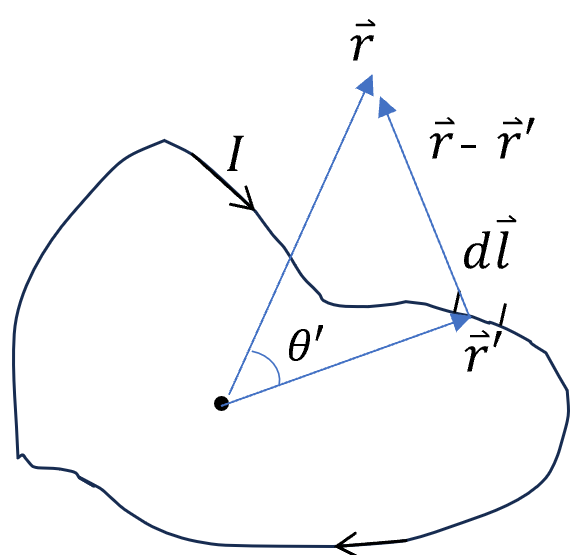 r⃗
I
r⃗ - r⃗′
dl⃗
θ′
r⃗′